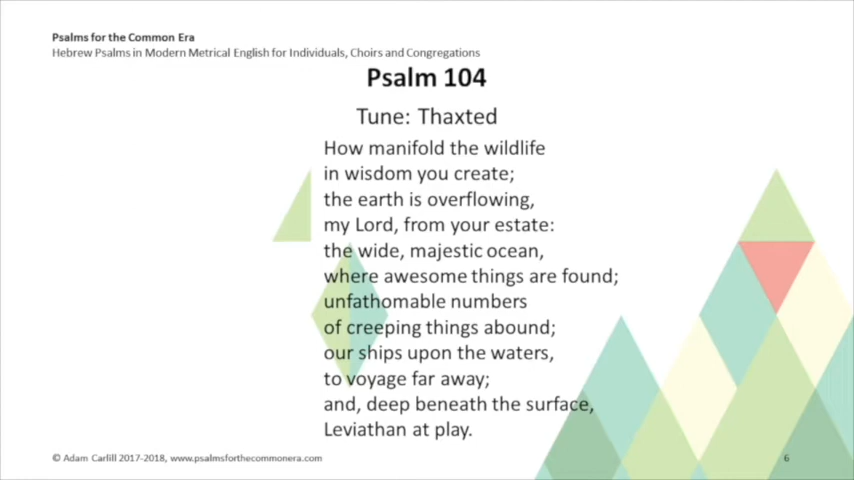 Psalms for the Common Era
Hebrew Psalms in Modern Metrical English for Individuals, Choirs and Congregations
Psalm 104
Tune: Thaxted
How manifold the wildlife
in wisdom you create;
the earth is overflowing,
my Lord, from your estate:
the wide, majestic ocean,
where awesome things are found;
unfathomable numbers
of creeping things abound;
our ships upon the waters,
to voyage far away;
and, deep beneath the surface,
Leviathan at play.
© Adam Carlill 2017-2018, www.psalmsforthecommonera.com
6